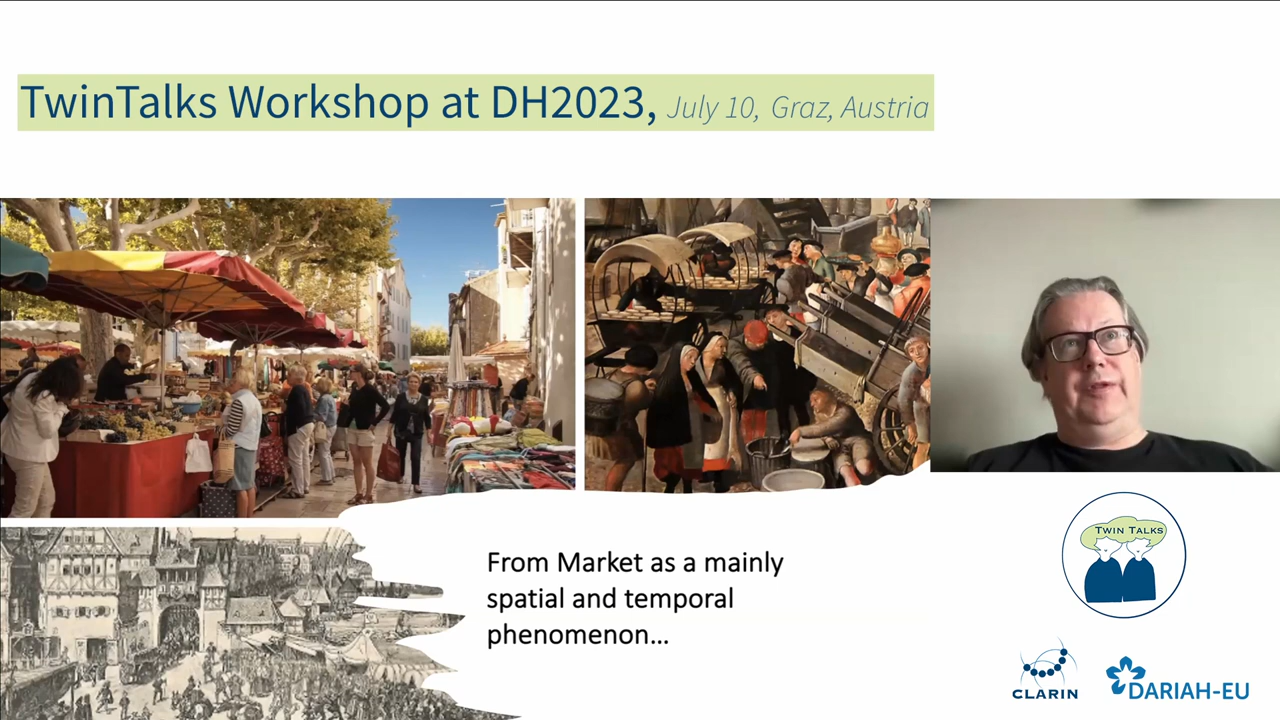 TwinTalks Workshop at DH2023, July 10, Graz, Austria
From Market as a mainly
spatial and temporal
phenomenon...
TWIN TALKS
CLARIN
DARIAH-EU